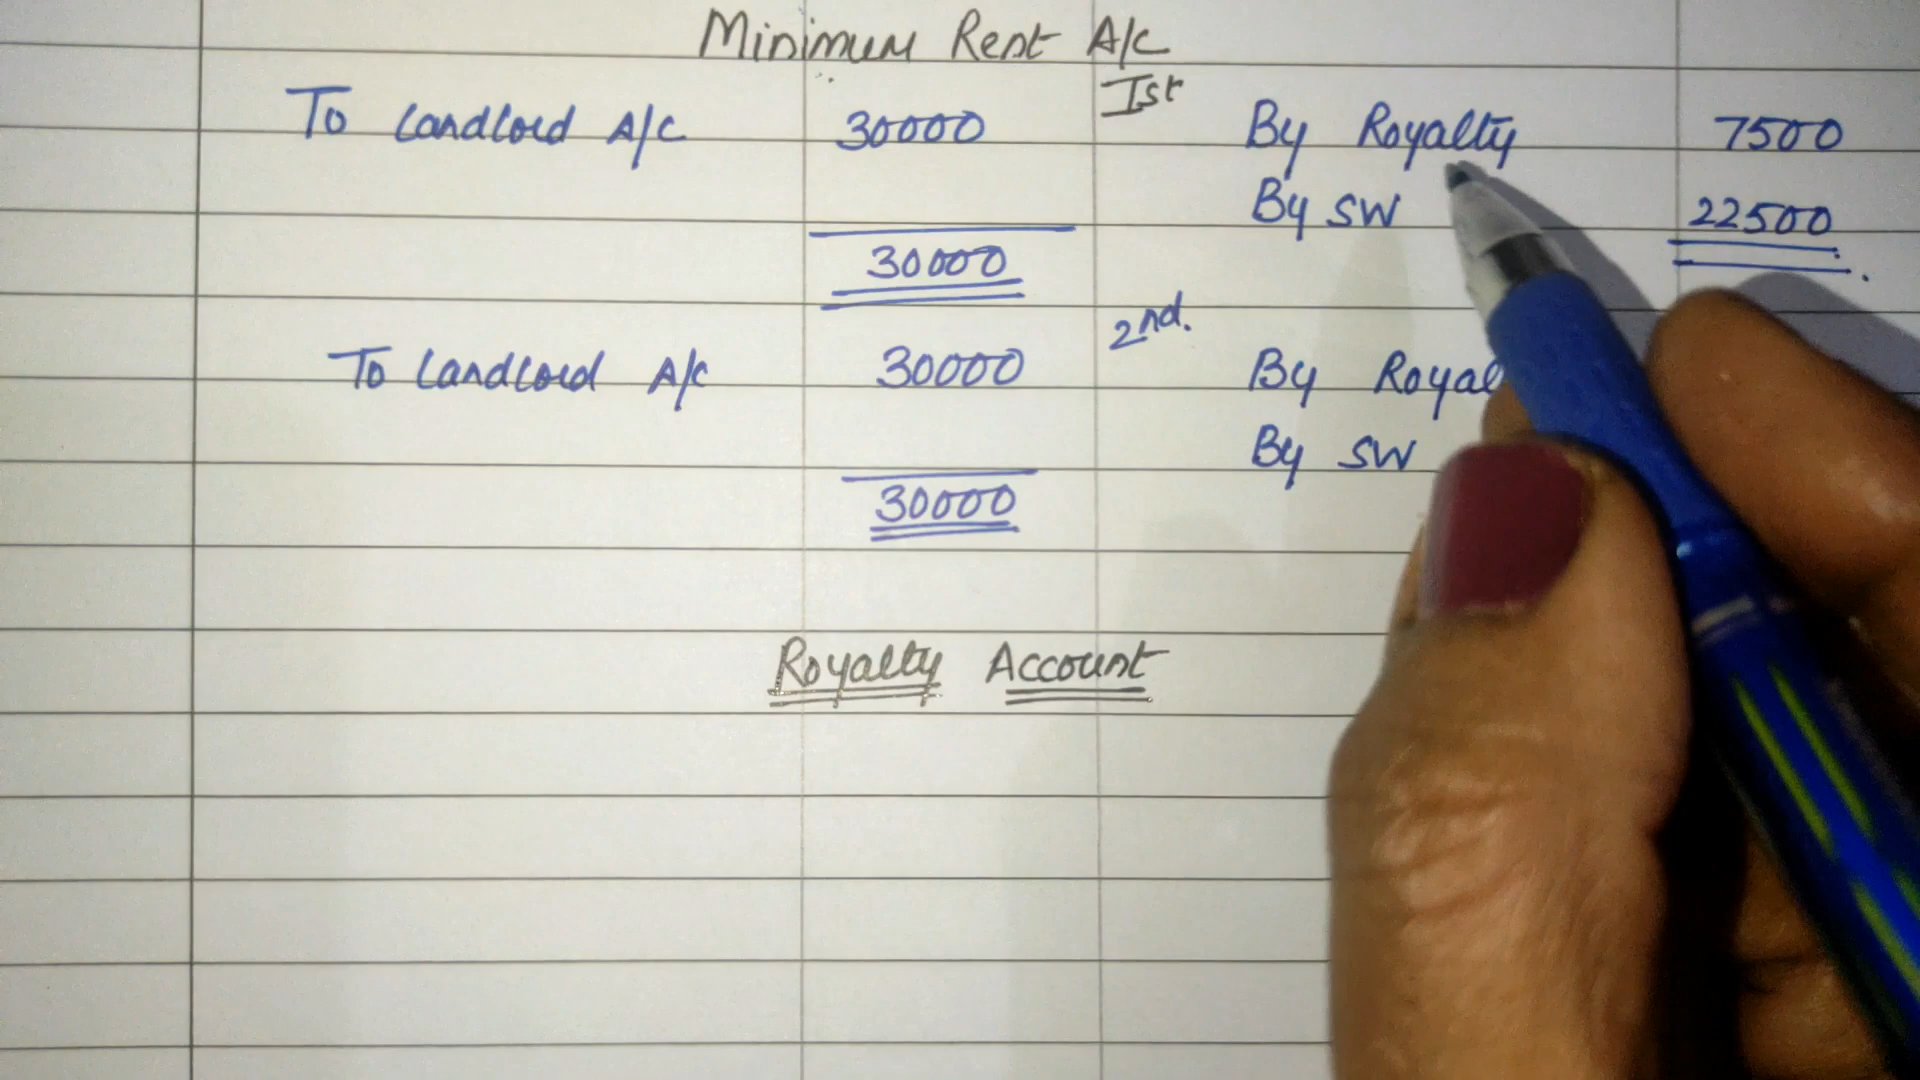 Minimum Rent A/c
To Landlord A/c 30000 Ist By Royalty 7500
By SW 22500
30000
2nd.
To Landlord A/c 30000 By Royal
By SW
30000
Royalty Account